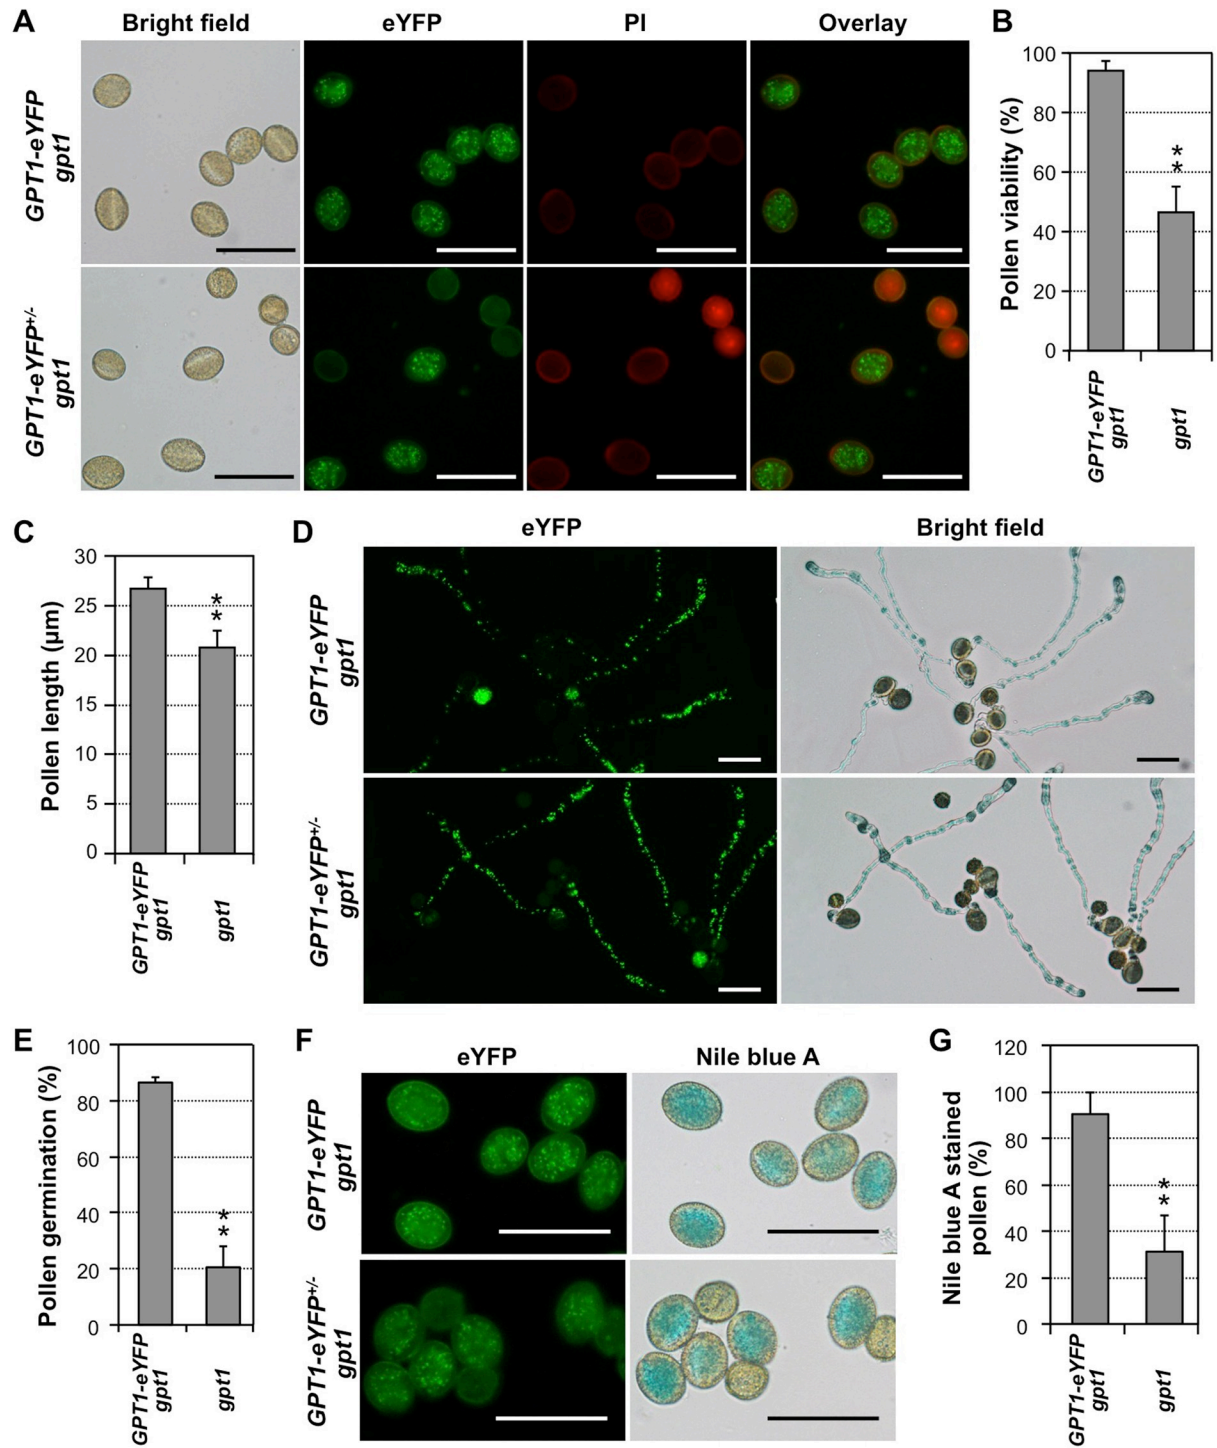 A
Bright field
eYFP
PI
Overlay
GPT1-eYFP
gpt1
GPT1-eYFP+/-
gpt1
B
Pollen viability (%)
100
80
60
40
20
0
*
*
GPT1-eYFP
gpt1
gpt1
C
Pollen length (µm)
30
25
20
15
10
5
0
*
*
GPT1-eYFP
gpt1
gpt1
D
eYFP
Bright field
GPT1-eYFP
gpt1
GPT1-eYFP+/-
gpt1
E
Pollen germination (%)
100
80
60
40
20
0
*
*
GPT1-eYFP
gpt1
gpt1
F
eYFP
Nile blue A
GPT1-eYFP
gpt1
GPT1-eYFP+/-
gpt1
G
Nile blue A stained
pollen (%)
120
100
80
60
40
20
0
*
*
GPT1-eYFP
gpt1
gpt1